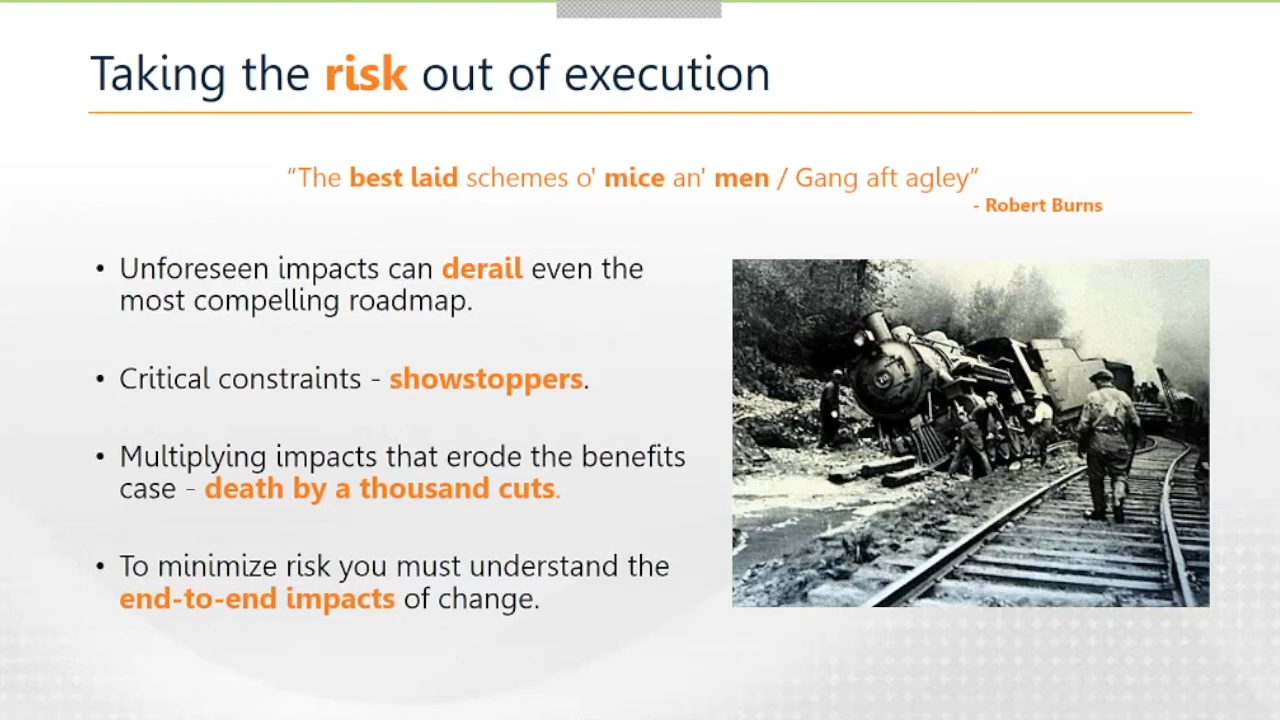 Taking the risk out of execution
“The best laid schemes o' mice an' men / Gang aft agley”
- Robert Burns
• Unforeseen impacts can derail even the
most compelling roadmap.
• Critical constraints - showstoppers.
• Multiplying impacts that erode the benefits
case - death by a thousand cuts.
• To minimize risk you must understand the
end-to-end impacts of change.